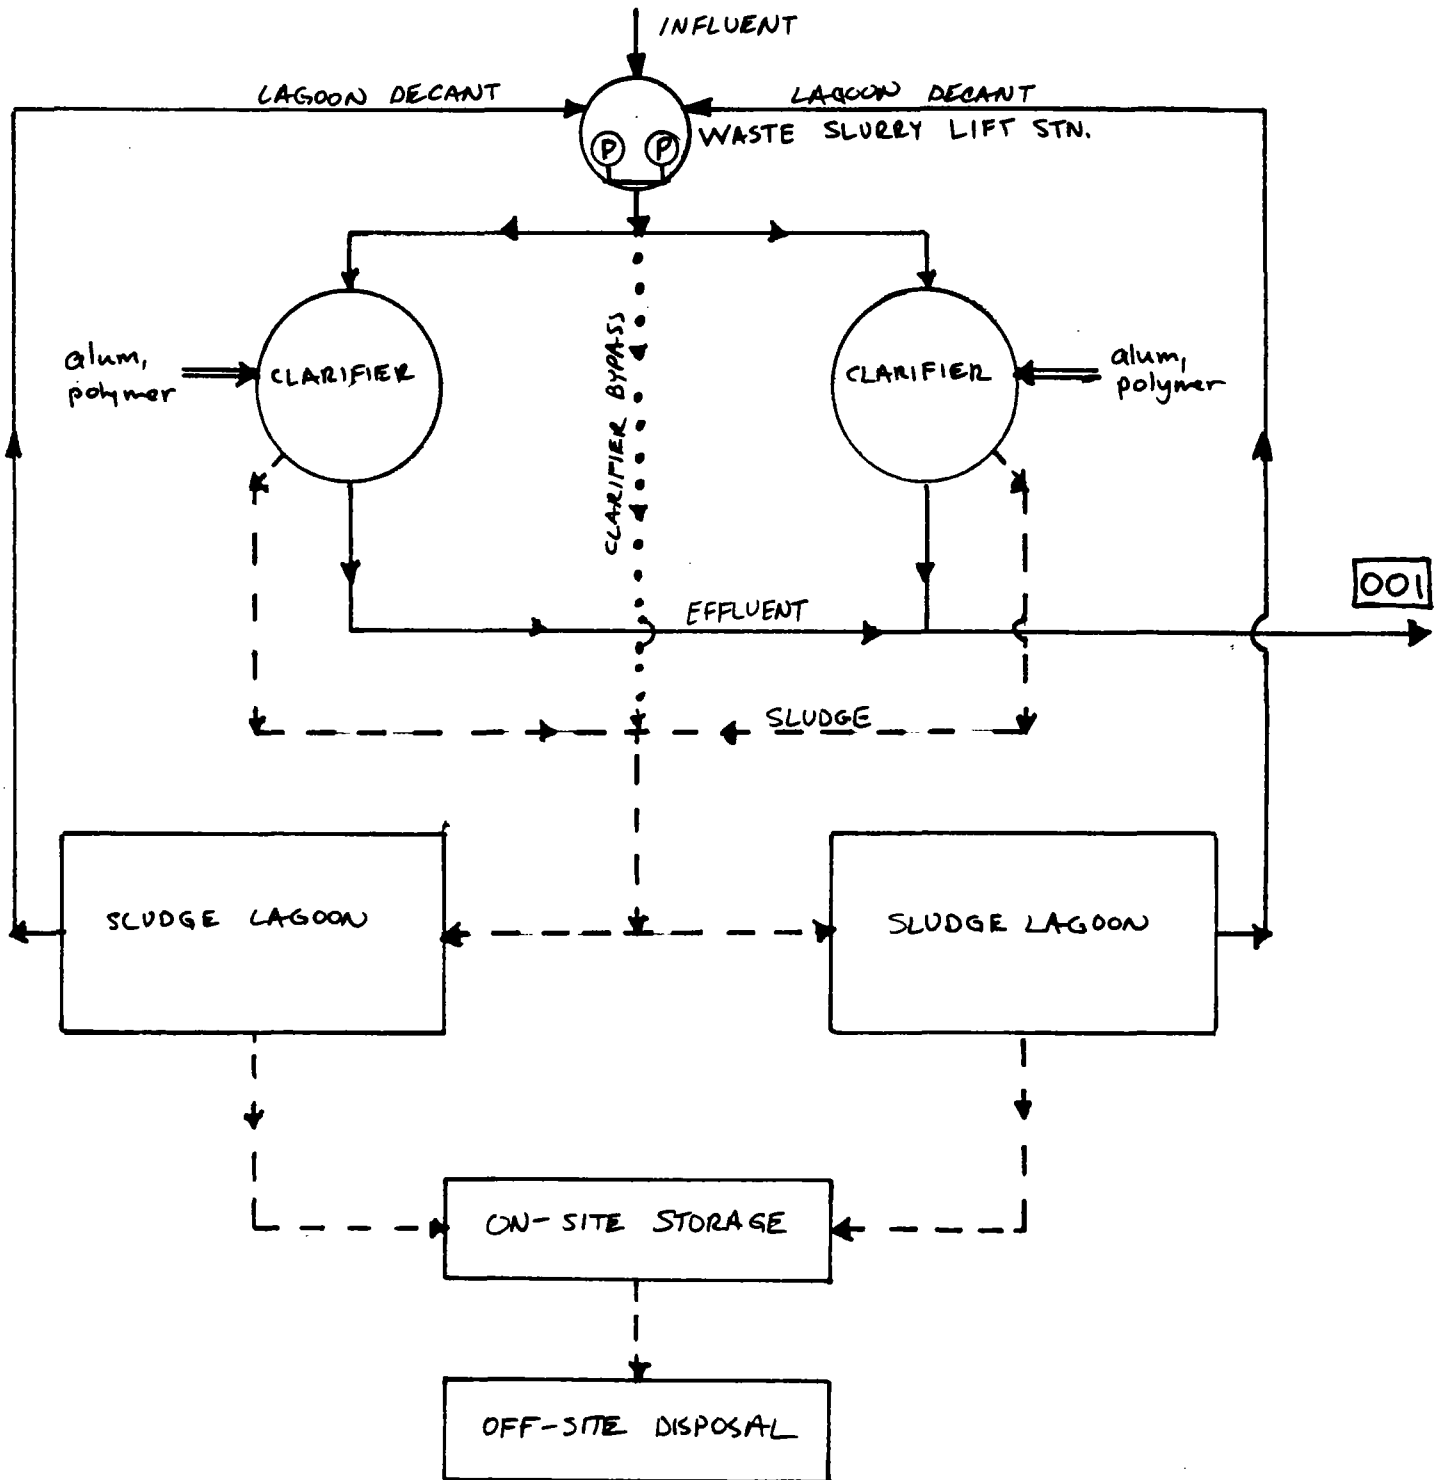 INFLUENT
LAGOON DECANT
LAGOON DECANT
WASTE SLURRY LIFT STN.
P
P
alum,
polymer
CLARIFIER
CLARIFIER BYPASS
CLARIFIER
alum,
polymer
001
EFFLUENT
SLUDGE
SLUDGE LAGOON
SLUDGE LAGOON
ON-SITE STORAGE
OFF-SITE DISPOSAL